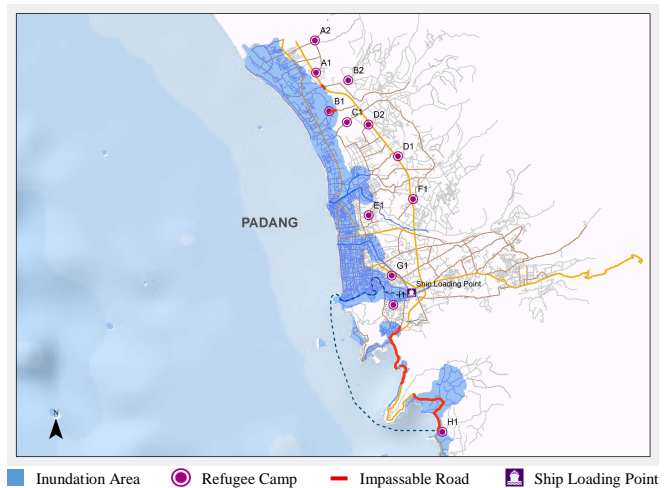 A2
A1
B2
B1
C1
D2
D1
F1
E1
PADANG
G1
Ship Loading Point
H1
N
Inundation Area
Refugee Camp
Impassable Road
Ship Loading Point